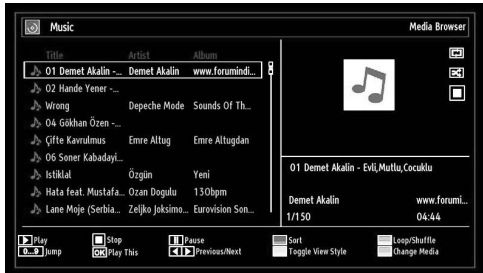 Music Media Browser
Title Artist Album
01 Demet Akalin -... Demet Akalin www.forumindi...
02 Hande Yener -...
Wrong Depeche Mode Sounds Of Th...
04 Gökhan Özen -...
Çifte Kavrulmus Emre Altug Emre Altugdan
06 Soner Kabadayi...
Istiklal Özgün Yeni
Hata feat. Mustafa... Ozan Dogulu 130bpm
Lane Moje (Serbia... Zeljko Joksimo... Eurovision Son...
01 Demet Akalin - Evli,Mutlu,Cocuklu
Demet Akalin www.forumi...
1/150 04:44
Play Stop Pause Sort Loop/Shuffle
0...9 Jump OK Play This Previous/Next Toggle View Style Change Media